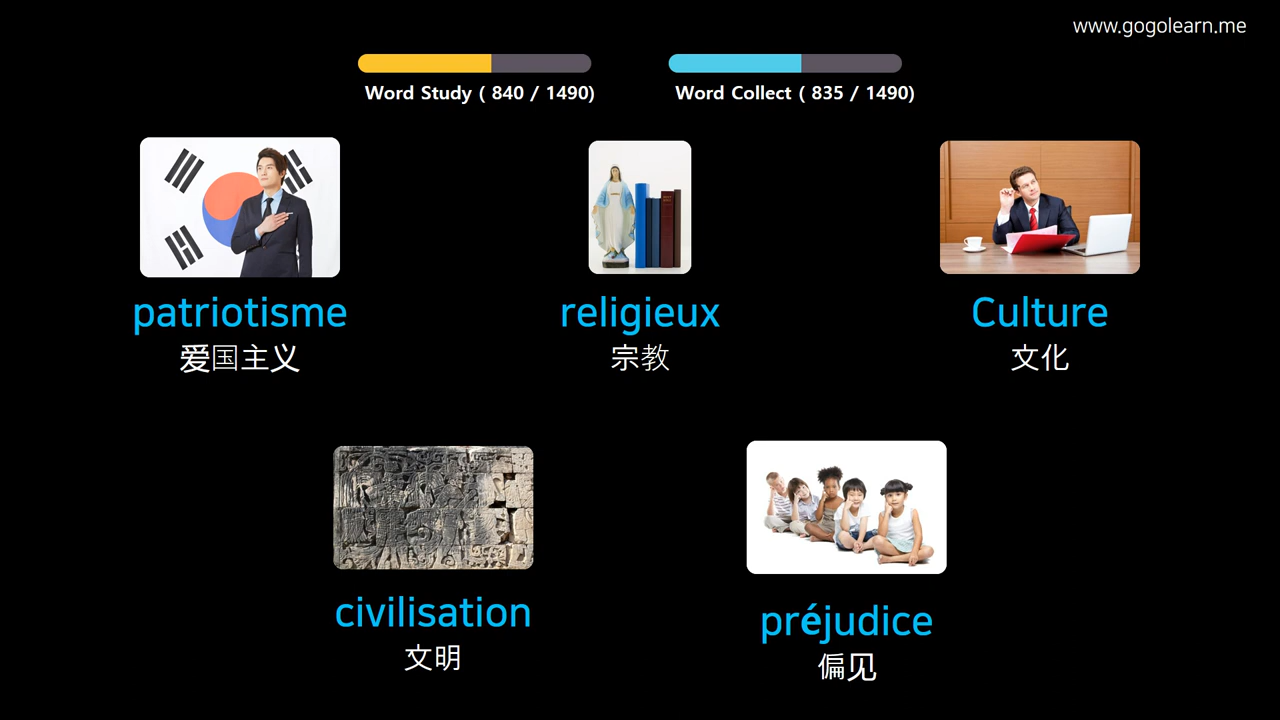 www.gogolearn.me
Word Study ( 840 / 1490)
Word Collect ( 835 / 1490)
patriotisme
爱国主义
religieux
宗教
Culture
文化
civilisation
文明
préjudice
偏见